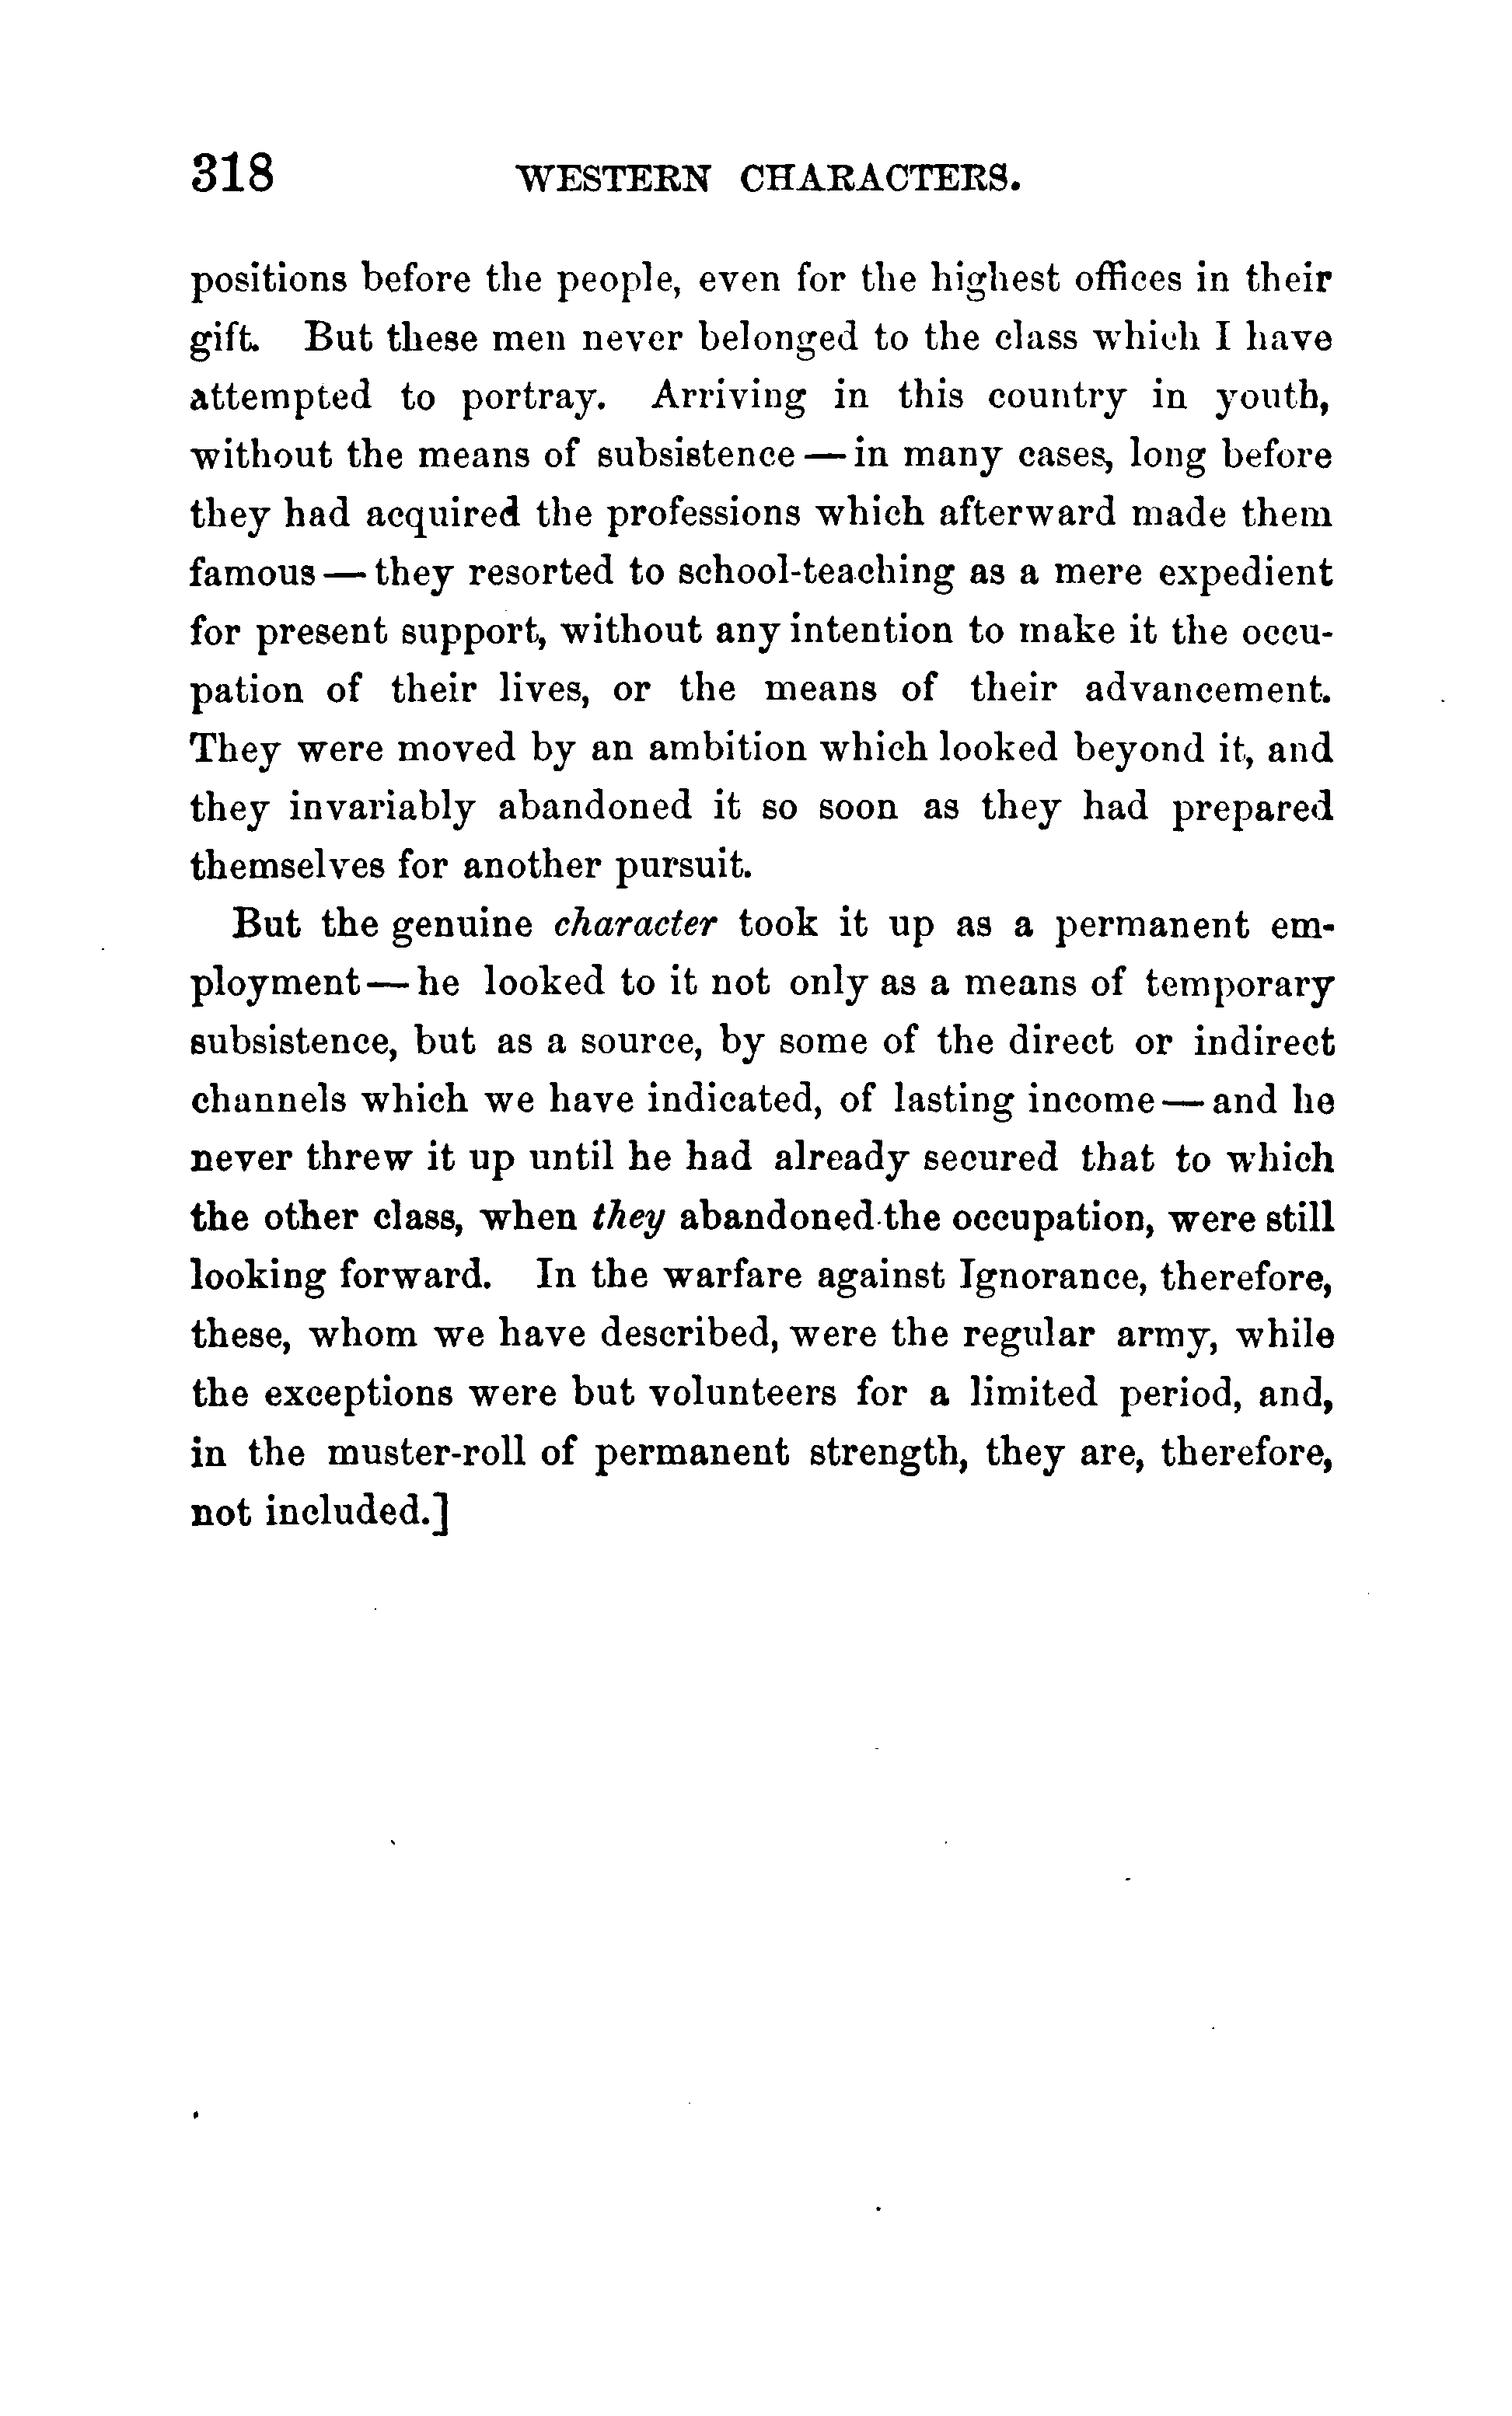 318 WESTERN CHARACTERS.
positions before the people, even for the highest offices in their
gift. But these men never belonged to the class which I have
attempted to portray. Arriving in this country in youth,
without the means of subsistence — in many cases, long before
they had acquired the professions which afterward made them
famous — they resorted to school-teaching as a mere expedient
for present support, without any intention to make it the occu-
pation of their lives, or the means of their advancement.
They were moved by an ambition which looked beyond it, and
they invariably abandoned it so soon as they had prepared
themselves for another pursuit.
But the genuine character took it up as a permanent em-
ployment — he looked to it not only as a means of temporary
subsistence, but as a source, by some of the direct or indirect
channels which we have indicated, of lasting income — and he
never threw it up until he had already secured that to which
the other class, when they abandoned the occupation, were still
looking forward. In the warfare against Ignorance, therefore,
these, whom we have described, were the regular army, while
the exceptions were but volunteers for a limited period, and,
in the muster-roll of permanent strength, they are, therefore,
not included.]